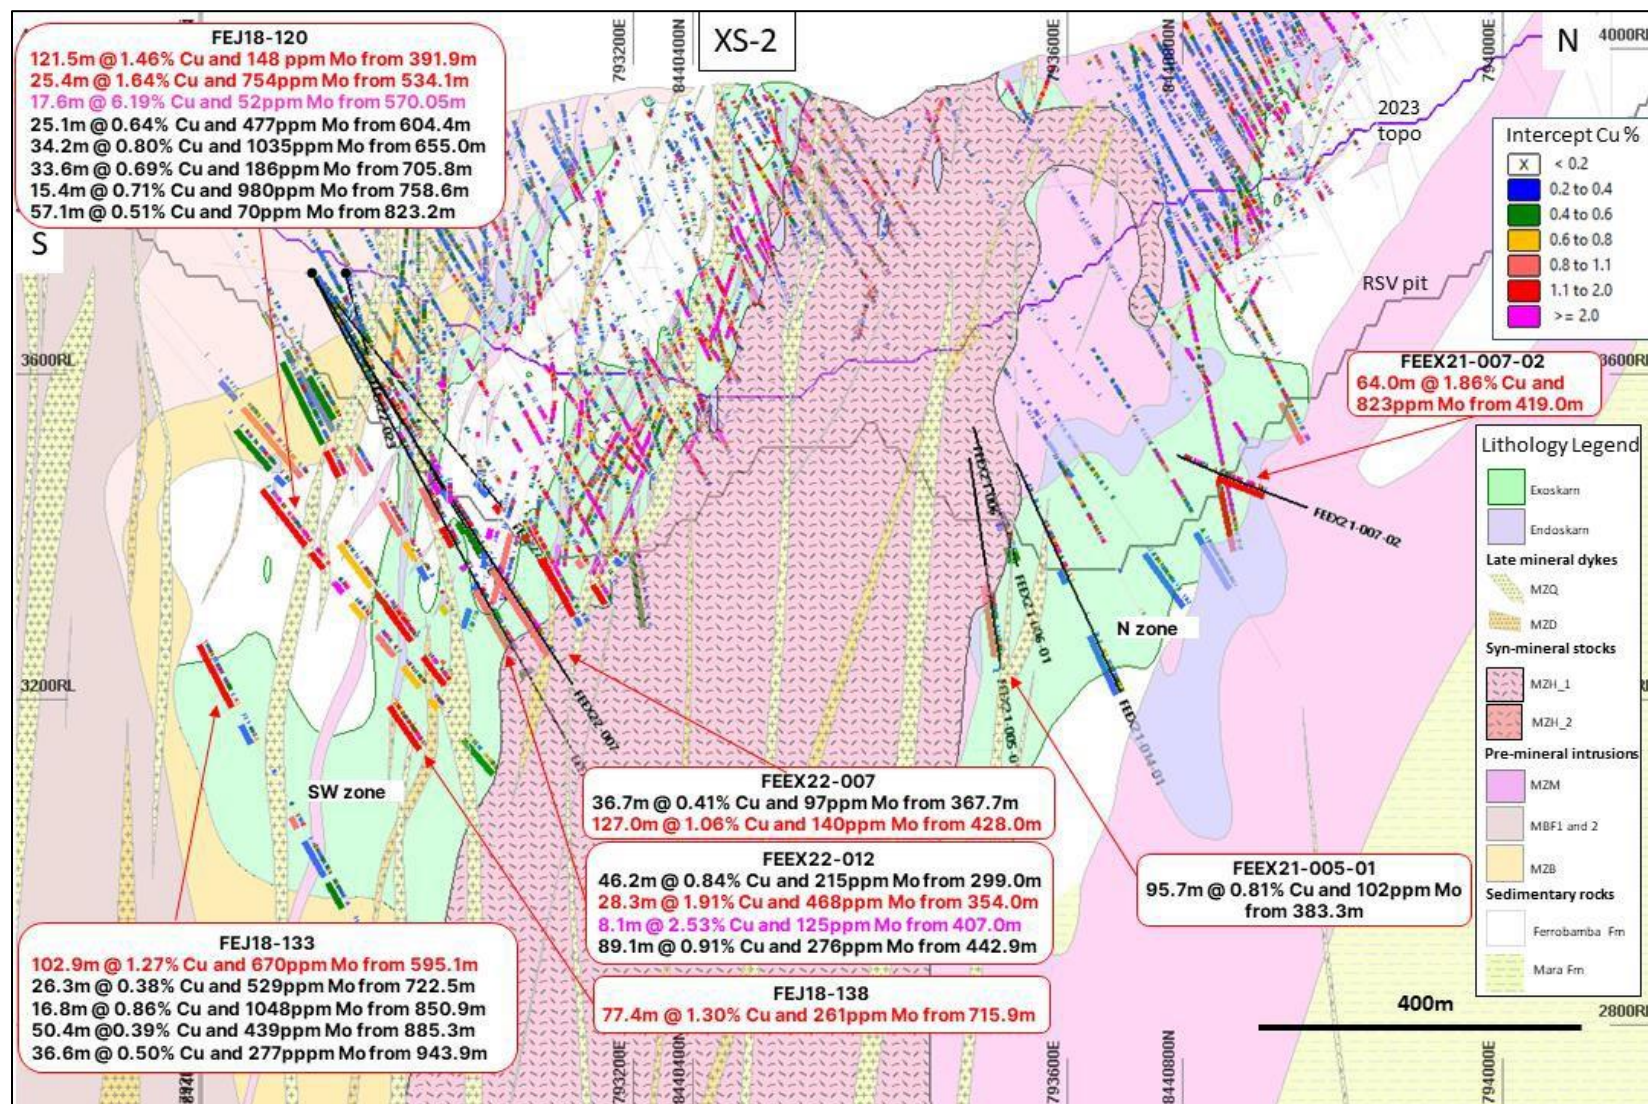 FEJ18-120
121.5m @ 1.46% Cu and 148 ppm Mo from 391.9m
25.4m @ 1.64% Cu and 754ppm Mo from 534.1m
17.6m @ 6.19% Cu and 52ppm Mo from 570.05m
25.1m @ 0.64% Cu and 477ppm Mo from 604.4m
34.2m @ 0.80% Cu and 1035ppm Mo from 655.0m
33.6m @ 0.69% Cu and 186ppm Mo from 705.8m
15.4m @ 0.71% Cu and 980ppm Mo from 758.6m
57.1m @ 0.51% Cu and 70ppm Mo from 823.2m
S
793200E
8440400N
XS-2
793600E
8440800N
794000E
N
4000RL
2023
topo
Intercept Cu %
X < 0.2
0.2 to 0.4
0.4 to 0.6
0.6 to 0.8
0.8 to 1.1
1.1 to 2.0
>= 2.0
RSV pit
3600RL
3600RL
FEEX21-007-02
64.0m @ 1.86% Cu and
823ppm Mo from 419.0m
FEEX21-007-02
FEEX21-006
FEEX21-006-01
FEEX21-014-01
N zone
Lithology Legend
Exoskarn
Endoskarn
Late mineral dykes
MZQ
MZD
Syn-mineral stocks
MZH_1
MZH_2
Pre-mineral intrusions
MZM
MBF1 and 2
MZB
Sedimentary rocks
Ferrobamba Fm
Mara Fm
3200RL
FEEX22-007
SW zone
FEEX22-007
36.7m @ 0.41% Cu and 97ppm Mo from 367.7m
127.0m @ 1.06% Cu and 140ppm Mo from 428.0m
FEEX22-012
46.2m @ 0.84% Cu and 215ppm Mo from 299.0m
28.3m @ 1.91% Cu and 468ppm Mo from 354.0m
8.1m @ 2.53% Cu and 125ppm Mo from 407.0m
89.1m @ 0.91% Cu and 276ppm Mo from 442.9m
FEEX21-005-01
95.7m @ 0.81% Cu and 102ppm Mo
from 383.3m
FEJ18-133
102.9m @ 1.27% Cu and 670ppm Mo from 595.1m
26.3m @ 0.38% Cu and 529ppm Mo from 722.5m
16.8m @ 0.86% Cu and 1048ppm Mo from 850.9m
50.4m @0.39% Cu and 439ppm Mo from 885.3m
36.6m @ 0.50% Cu and 277pppm Mo from 943.9m
FEJ18-138
77.4m @ 1.30% Cu and 261ppm Mo from 715.9m
400m
2800RL
793200E
8440400N
793600E
8440800N
794000E